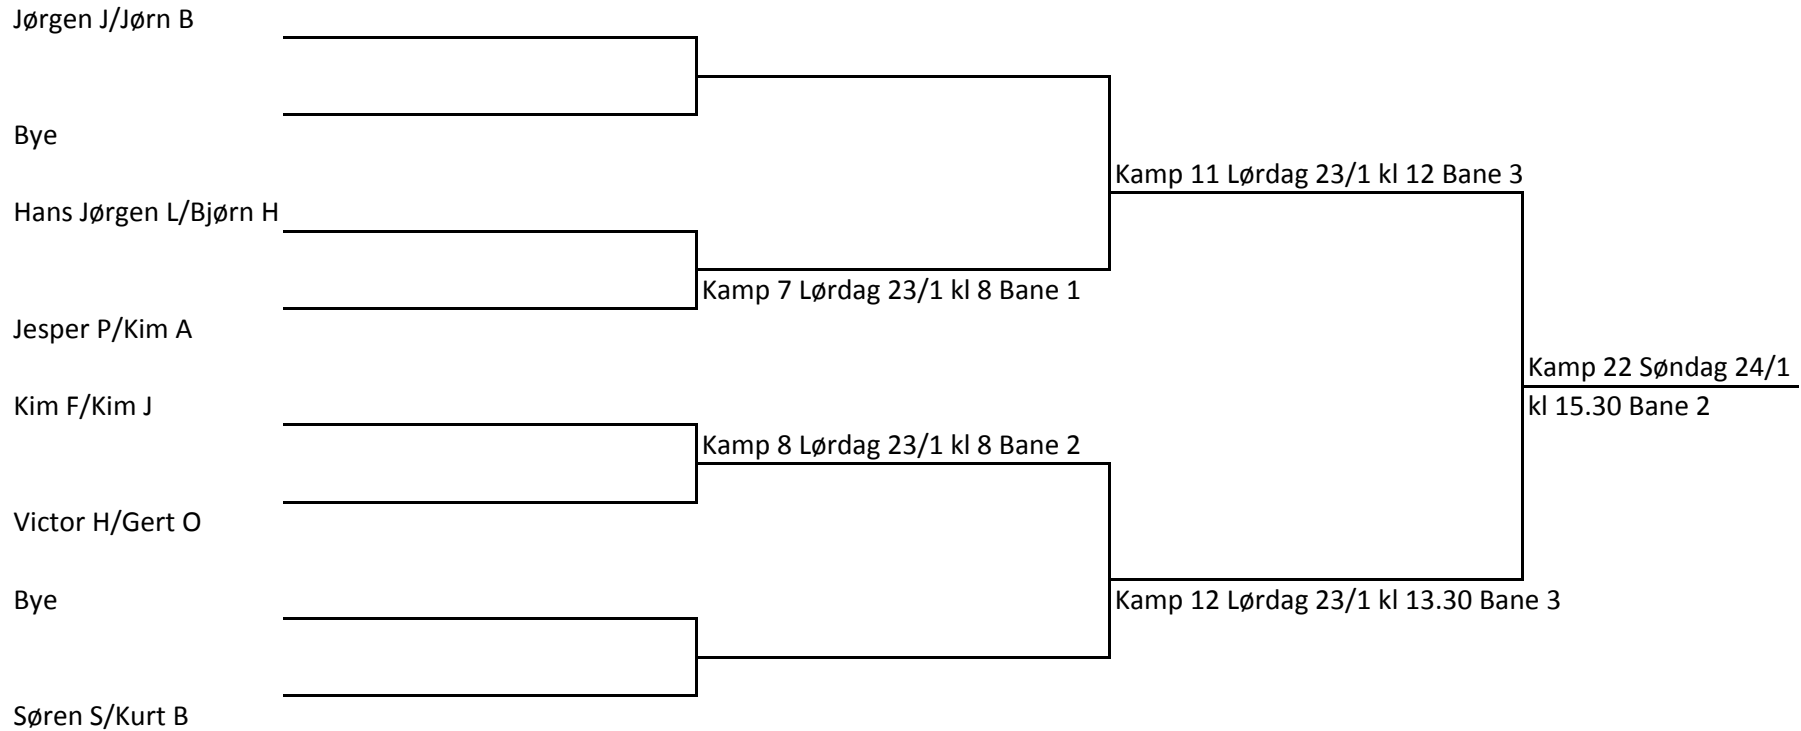 Jørgen J/Jørn B
Bye
Kamp 11 Lørdag 23/1 kl 12 Bane 3
Hans Jørgen L/Bjørn H
Kamp 7 Lørdag 23/1 kl 8 Bane 1
Jesper P/Kim A
Kamp 22 Søndag 24/1
kl 15.30 Bane 2
Kim F/Kim J
Kamp 8 Lørdag 23/1 kl 8 Bane 2
Victor H/Gert O
Bye
Kamp 12 Lørdag 23/1 kl 13.30 Bane 3
Søren S/Kurt B